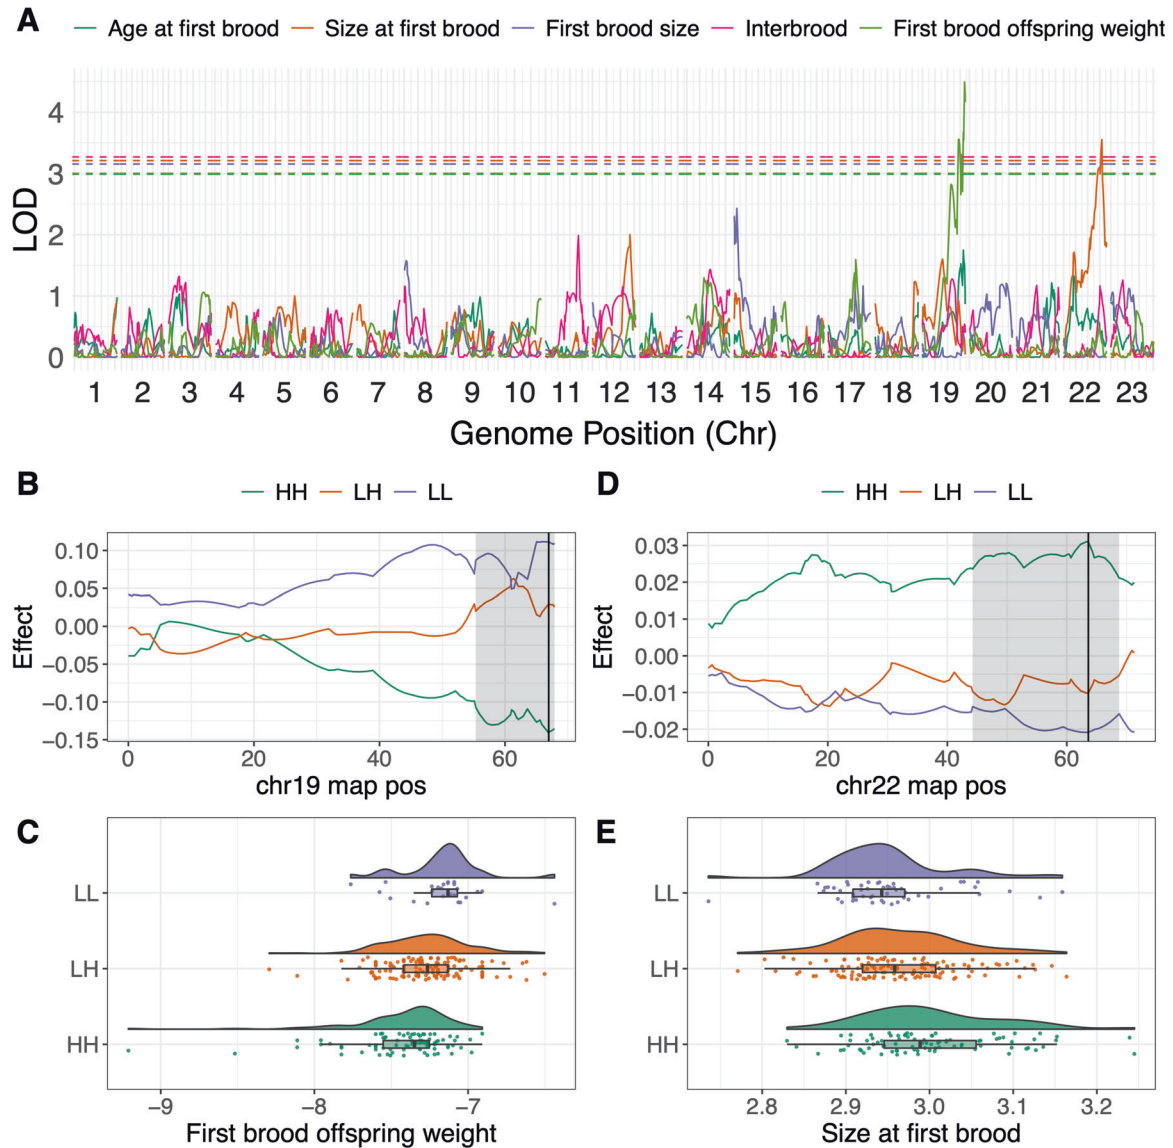 A
Age at first brood Size at first brood First brood size Interbrood First brood offspring weight
LOD
4
3
2
1
0
1 2 3 4 5 6 7 8 9 10 11 12 13 14 15 16 17 18 19 20 21 22 23
Genome Position (Chr)
B
HH LH LL
Effect
0.10
0.05
0.00
−0.05
−0.10
−0.15
0 20 40 60
chr19 map pos
D
HH LH LL
Effect
0.03
0.02
0.00
−0.01
−0.02
0 20 40 60
chr22 map pos
C
LL
LH
HH
−9 −8 −7
First brood offspring weight
E
LL
LH
HH
2.8 2.9 3.0 3.1 3.2
Size at first brood